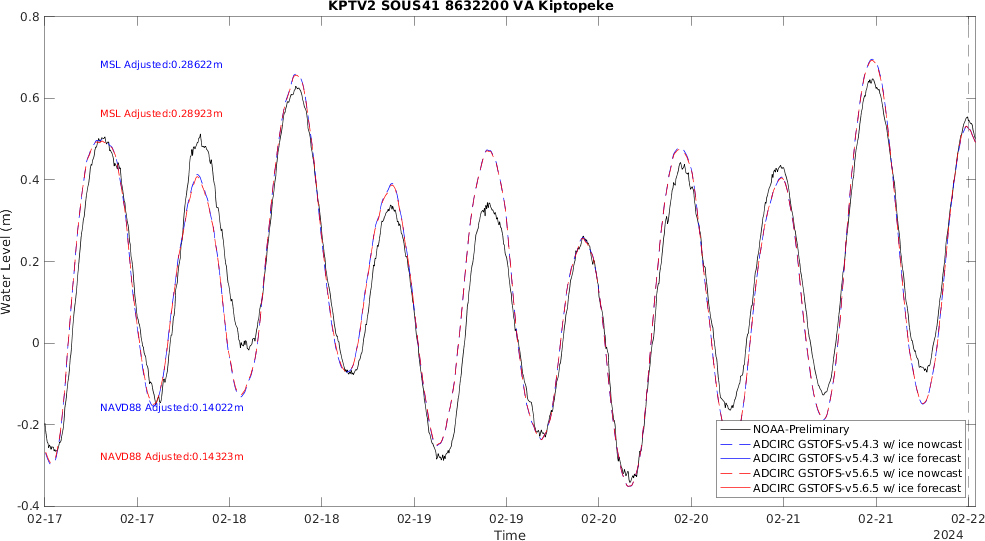 KPTV2 SOUS41 8632200 VA Kiptopeke
0.8
0.6
0.4
0.2
0
-0.2
-0.4
Water Level (m)
MSL Adjusted:0.28622m
MSL Adjusted:0.28923m
NAVD88 Adjusted:0.14022m
NAVD88 Adjusted:0.14323m
NOAA-Preliminary
ADCIRC GSTOFS-v5.4.3 w/ ice nowcast
ADCIRC GSTOFS-v5.4.3 w/ ice forecast
ADCIRC GSTOFS-v5.6.5 w/ ice nowcast
ADCIRC GSTOFS-v5.6.5 w/ ice forecast
02-17 02-17 02-18 02-18 02-19 02-19 02-20 02-20 02-21 02-21 02-22
Time
2024